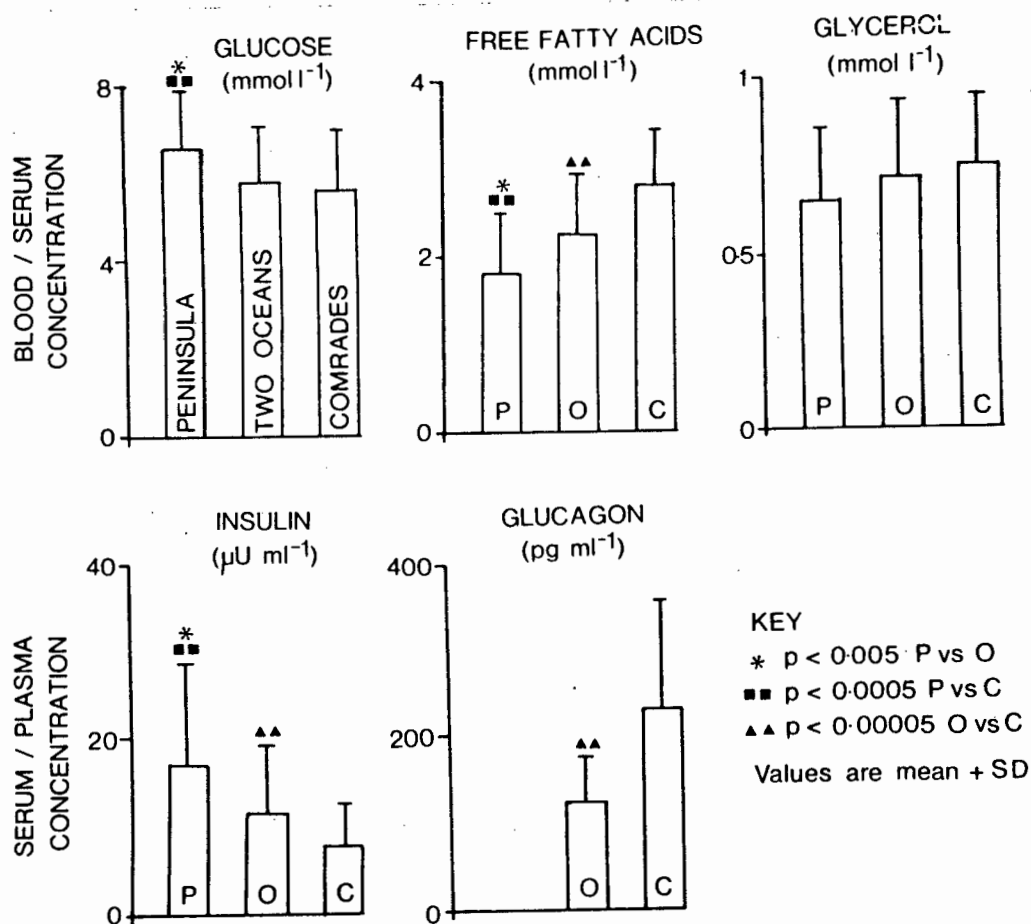 GLUCOSE
(mmol l⁻¹)
FREE FATTY ACIDS
(mmol l⁻¹)
GLYCEROL
(mmol l⁻¹)
BLOOD / SERUM
CONCENTRATION
8
4
0
*
■■
PENINSULA
TWO OCEANS
COMRADES
4
2
0
*
■■
▲▲
P
O
C
1
0·5
0
P
O
C
INSULIN
(µU ml⁻¹)
GLUCAGON
(pg ml⁻¹)
SERUM / PLASMA
CONCENTRATION
40
20
0
*
■■
▲▲
P
O
C
400
200
0
▲▲
O
C
KEY
* p < 0·005 P vs O
■■ p < 0·0005 P vs C
▲▲ p < 0·00005 O vs C
Values are mean + SD